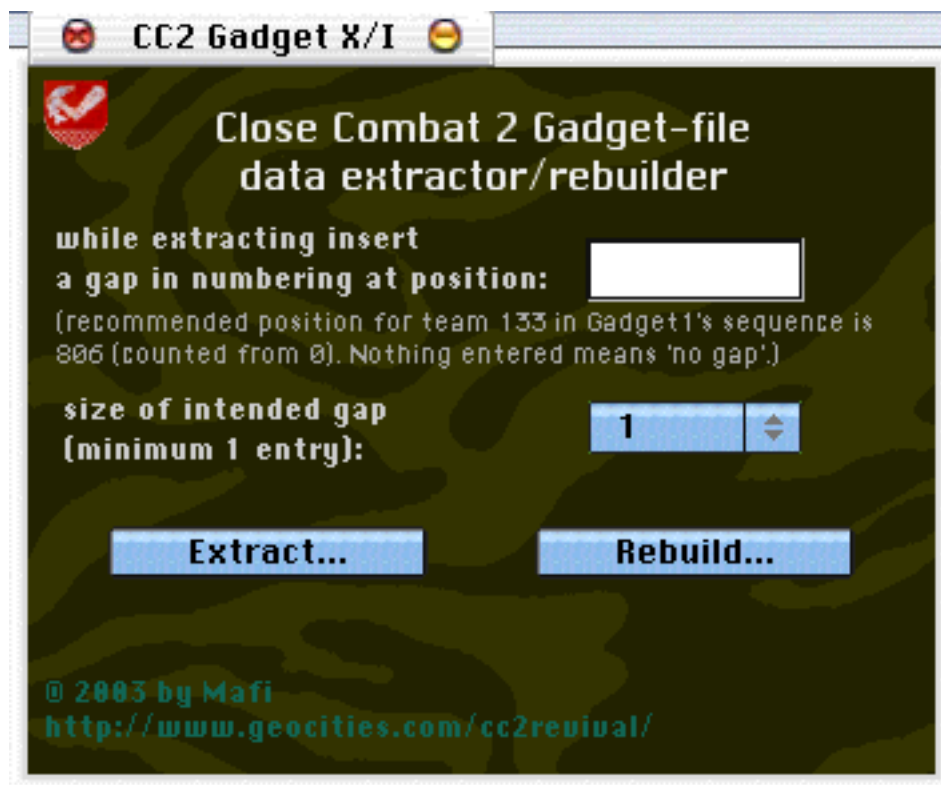 CC2 Gadget X/I
Close Combat 2 Gadget-file
data extractor/rebuilder
while extracting insert
a gap in numbering at position:
(recommended position for team 133 in Gadget1's sequence is
806 (counted from 0). Nothing entered means 'no gap'.)
size of intended gap
(minimum 1 entry):
1
Extract...
Rebuild...
© 2003 by Mafi
http://www.geocities.com/cc2revival/